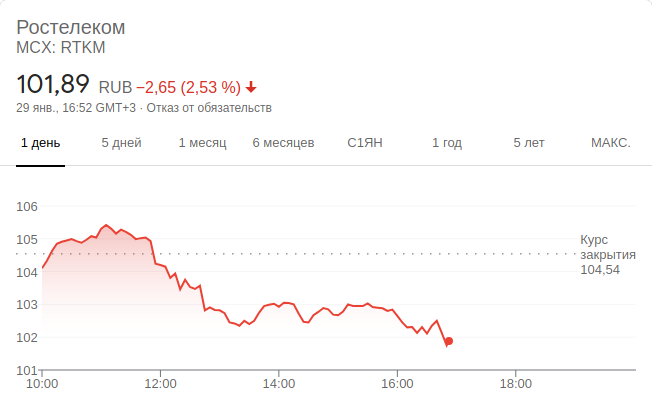 Ростелеком
MCX: RTKM
101,89 RUB −2,65 (2,53 %)
29 янв., 16:52 GMT+3 · Отказ от обязательств
1 день 5 дней 1 месяц 6 месяцев С1ЯН 1 год 5 лет МАКС.
106
105
104
103
102
101
Курс
закрытия
104,54
10:00 12:00 14:00 16:00 18:00